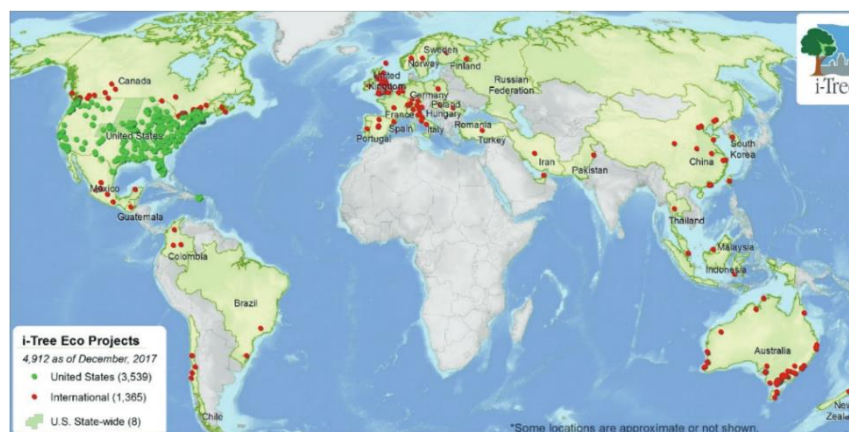 Sweden
Norway
Finland
Canada
United
Kingdom
Russian
Federation
Germany
Poland
United States
France
Hungary
Romania
Portugal
Spain
Italy
Turkey
Iran
China
South
Korea
Pakistan
Mexico
Guatemala
Thailand
Colombia
Malaysia
Indonesia
Brazil
Australia
Chile
New
Zeal
i-Tree
i-Tree Eco Projects
4,912 as of December, 2017
United States (3,539)
International (1,365)
U.S. State-wide (8)
*Some locations are approximate or not shown.